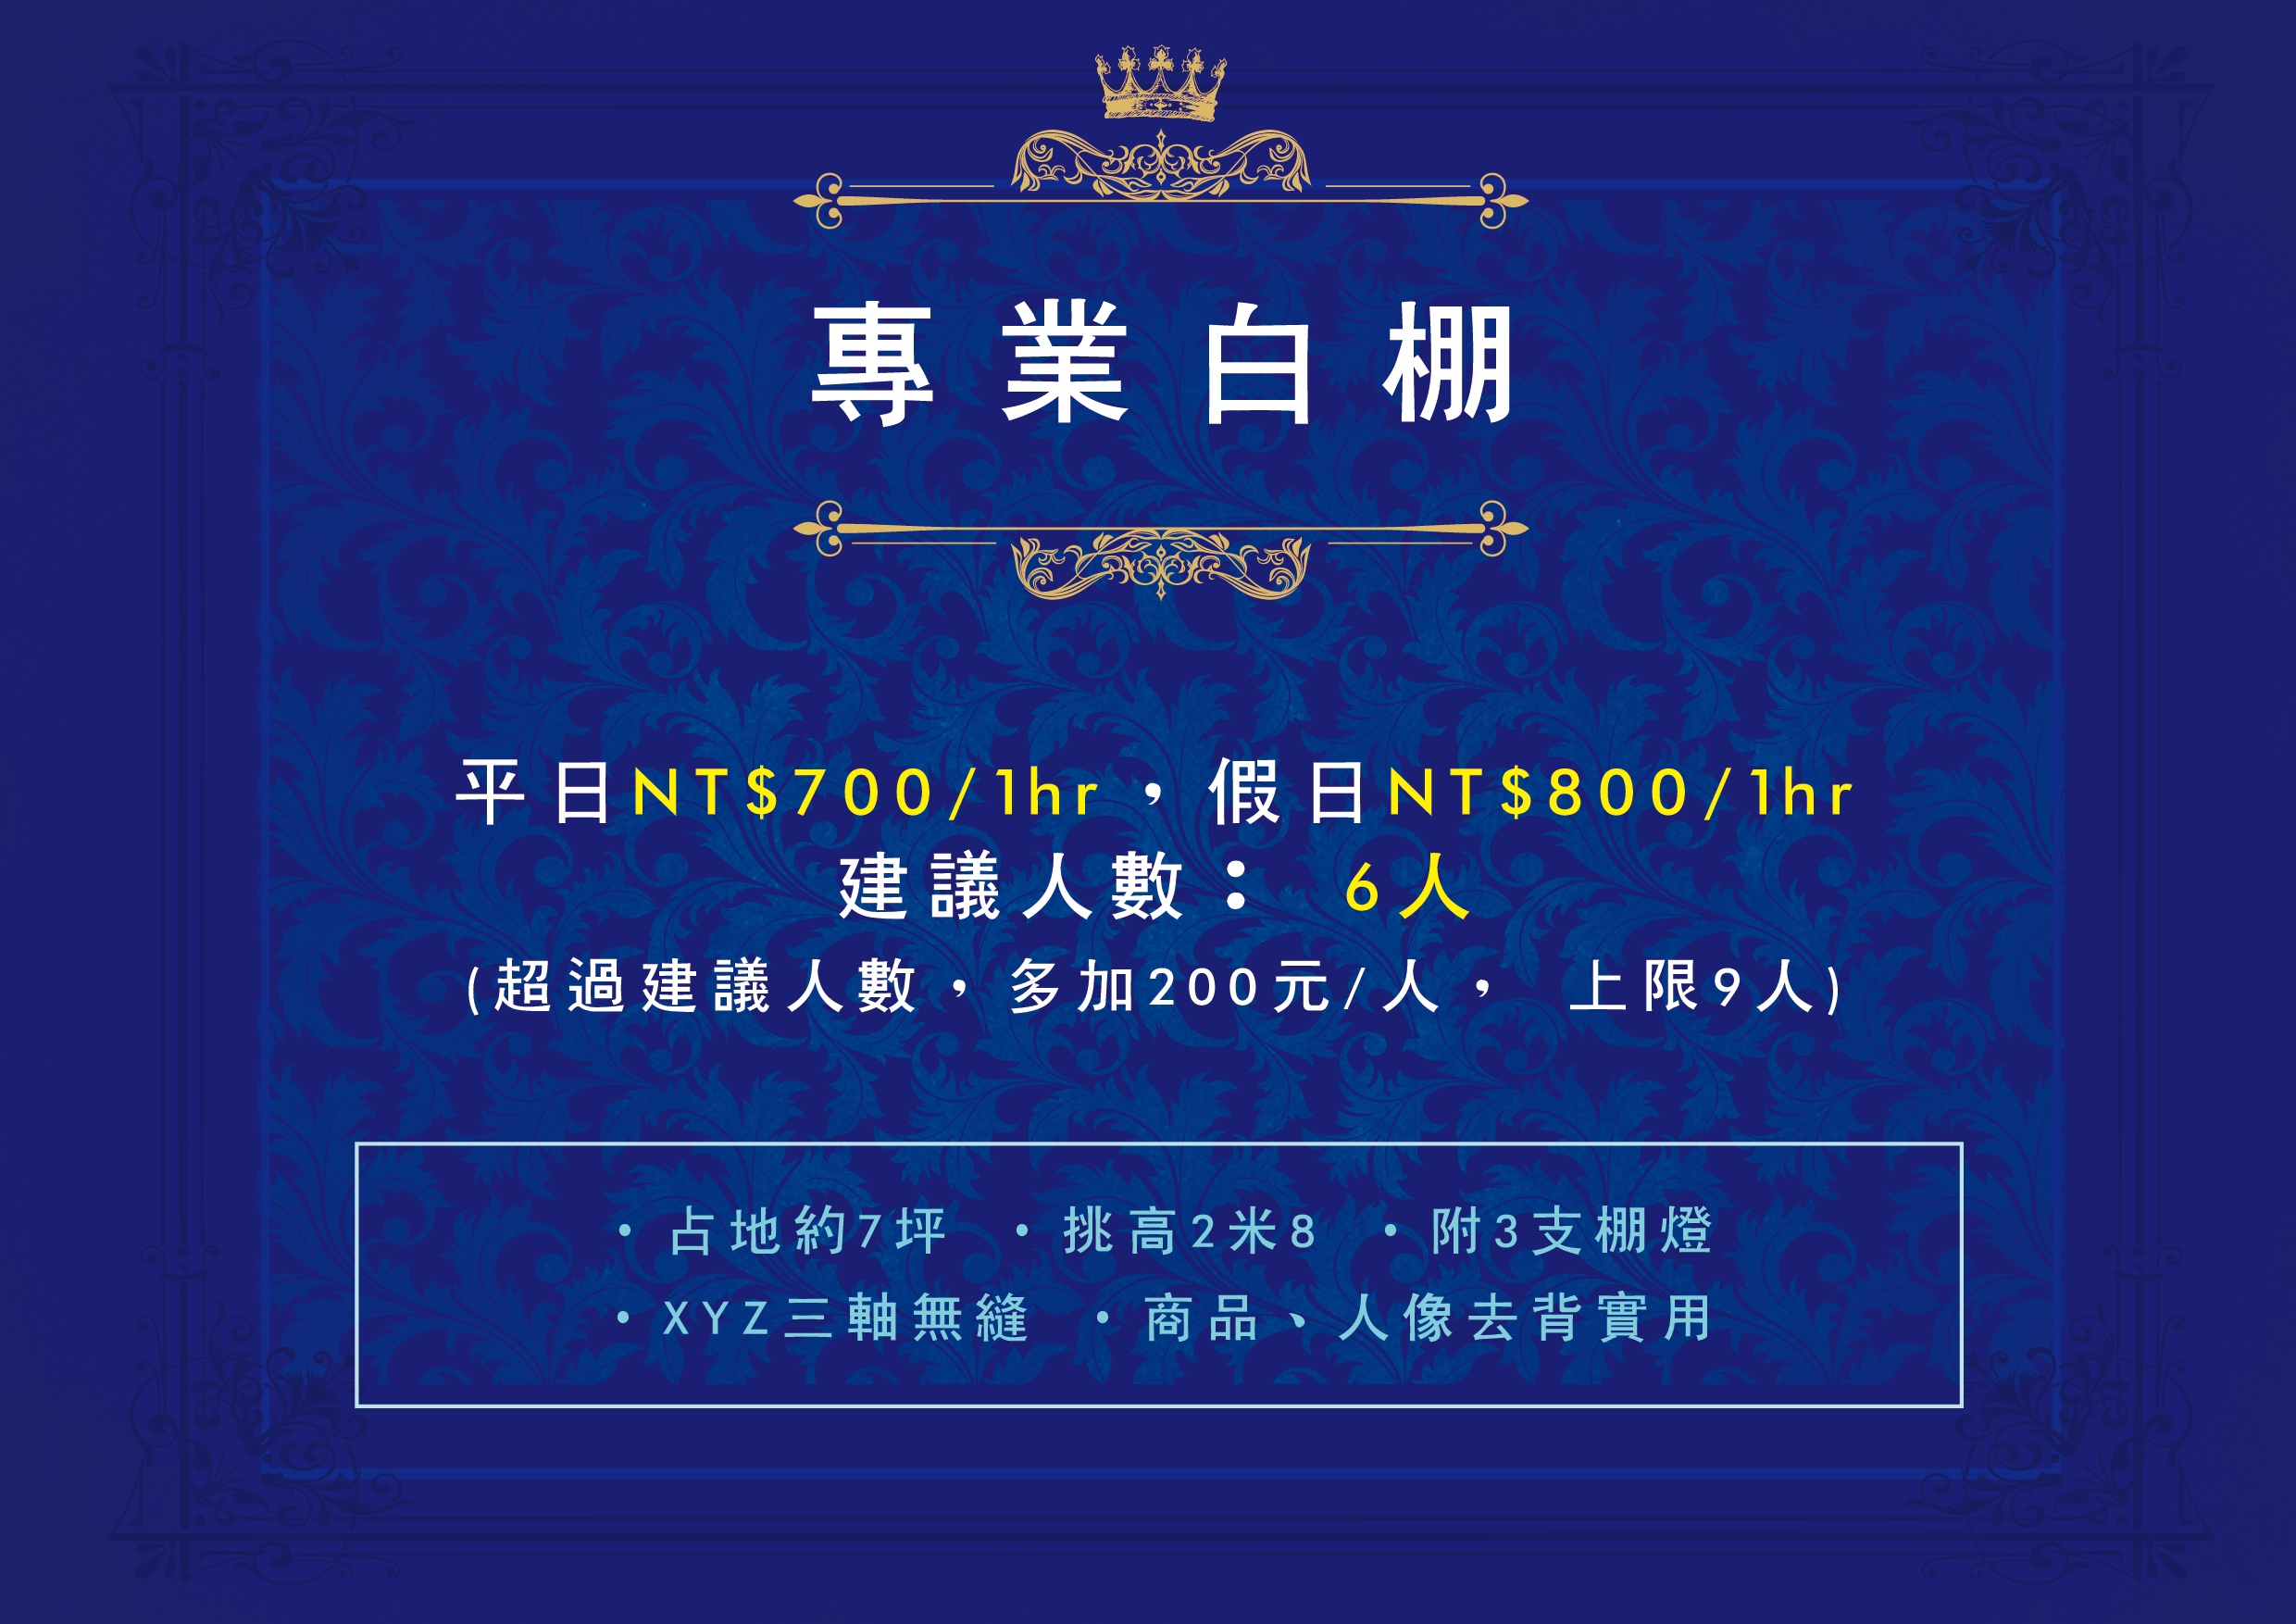 專業白棚
平日NT$700/1hr，假日NT$800/1hr
建議人數： 6人
(超過建議人數，多加200元/人， 上限9人)
・占地約7坪 ・挑高2米8 ・附3支棚燈
・XYZ三軸無縫 ・商品、人像去背實用